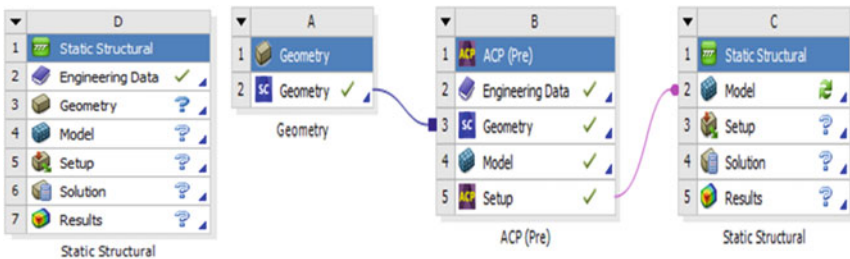 D
1 Static Structural
2 Engineering Data
3 Geometry
4 Model
5 Setup
6 Solution
7 Results
Static Structural
A
1 Geometry
2 SC Geometry
Geometry
B
1 ACP ACP (Pre)
2 Engineering Data
3 SC Geometry
4 Model
5 ACP Setup
ACP (Pre)
C
1 Static Structural
2 Model
3 Setup
4 Solution
5 Results
Static Structural